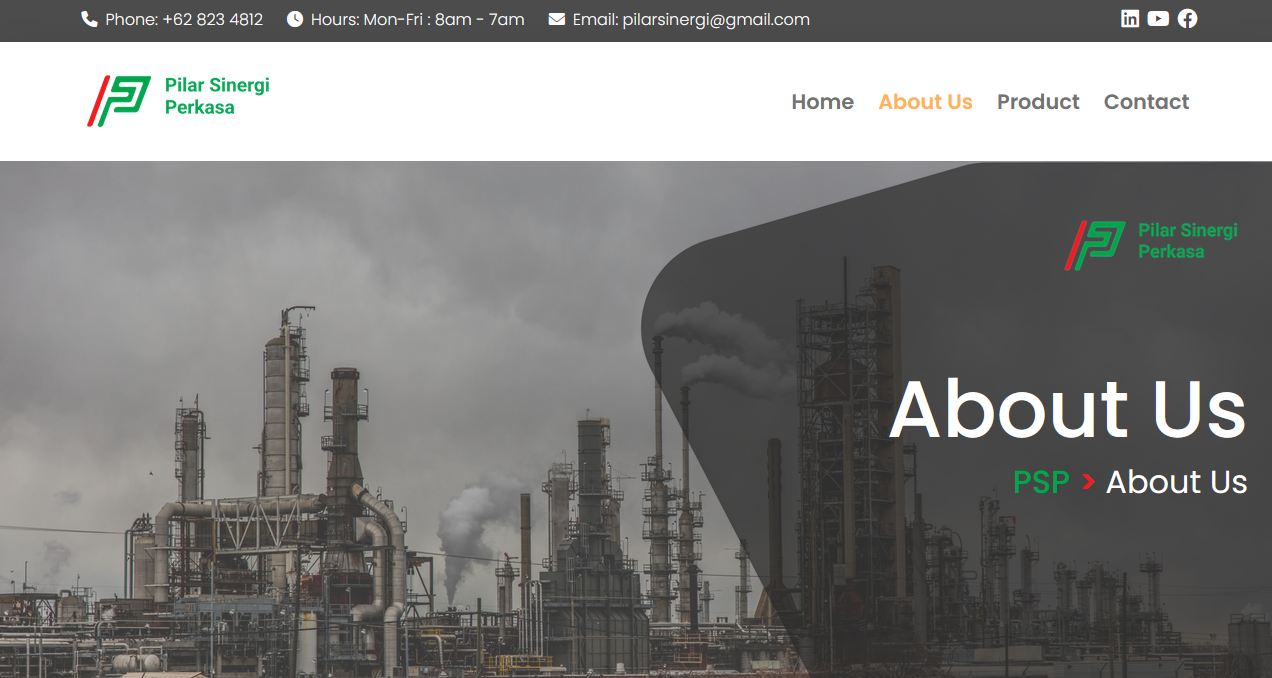 Phone: +62 823 4812 Hours: Mon-Fri : 8am - 7am Email: pilarsinergi@gmail.com
Pilar Sinergi
Perkasa
Home About Us Product Contact
Pilar Sinergi
Perkasa
About Us
PSP > About Us